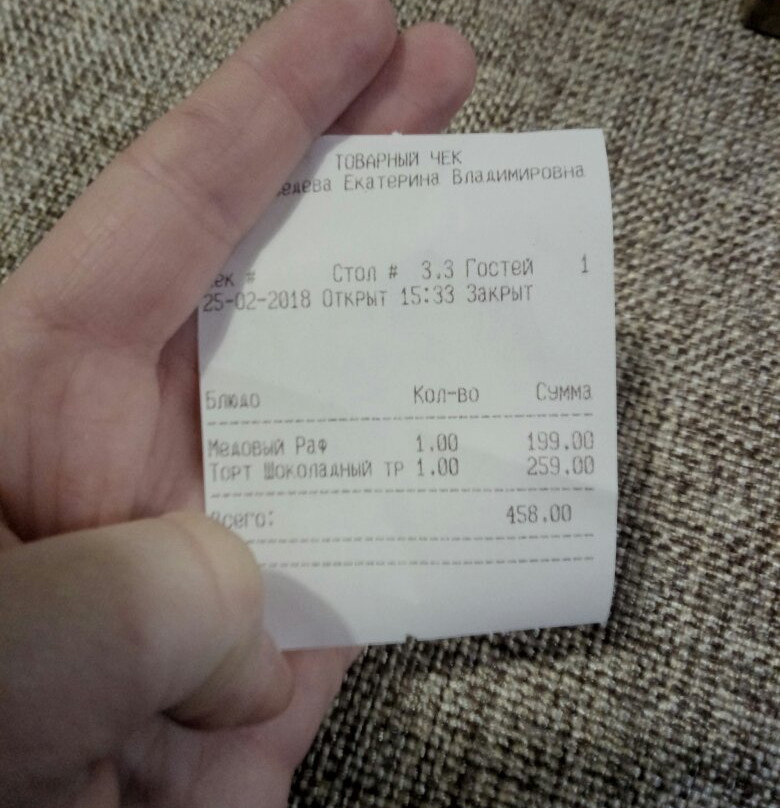 ТОВАРНЫЙ ЧЕК
Екатерина Владимировна
Стол # 3.3 Гостей 1
25-02-2018 Открыт 15:33 Закрыт
Блюдо Кол-во Сумма
Медовый Раф 1.00 199.00
Торт Шоколадный тр 1.00 259.00
Всего: 458.00